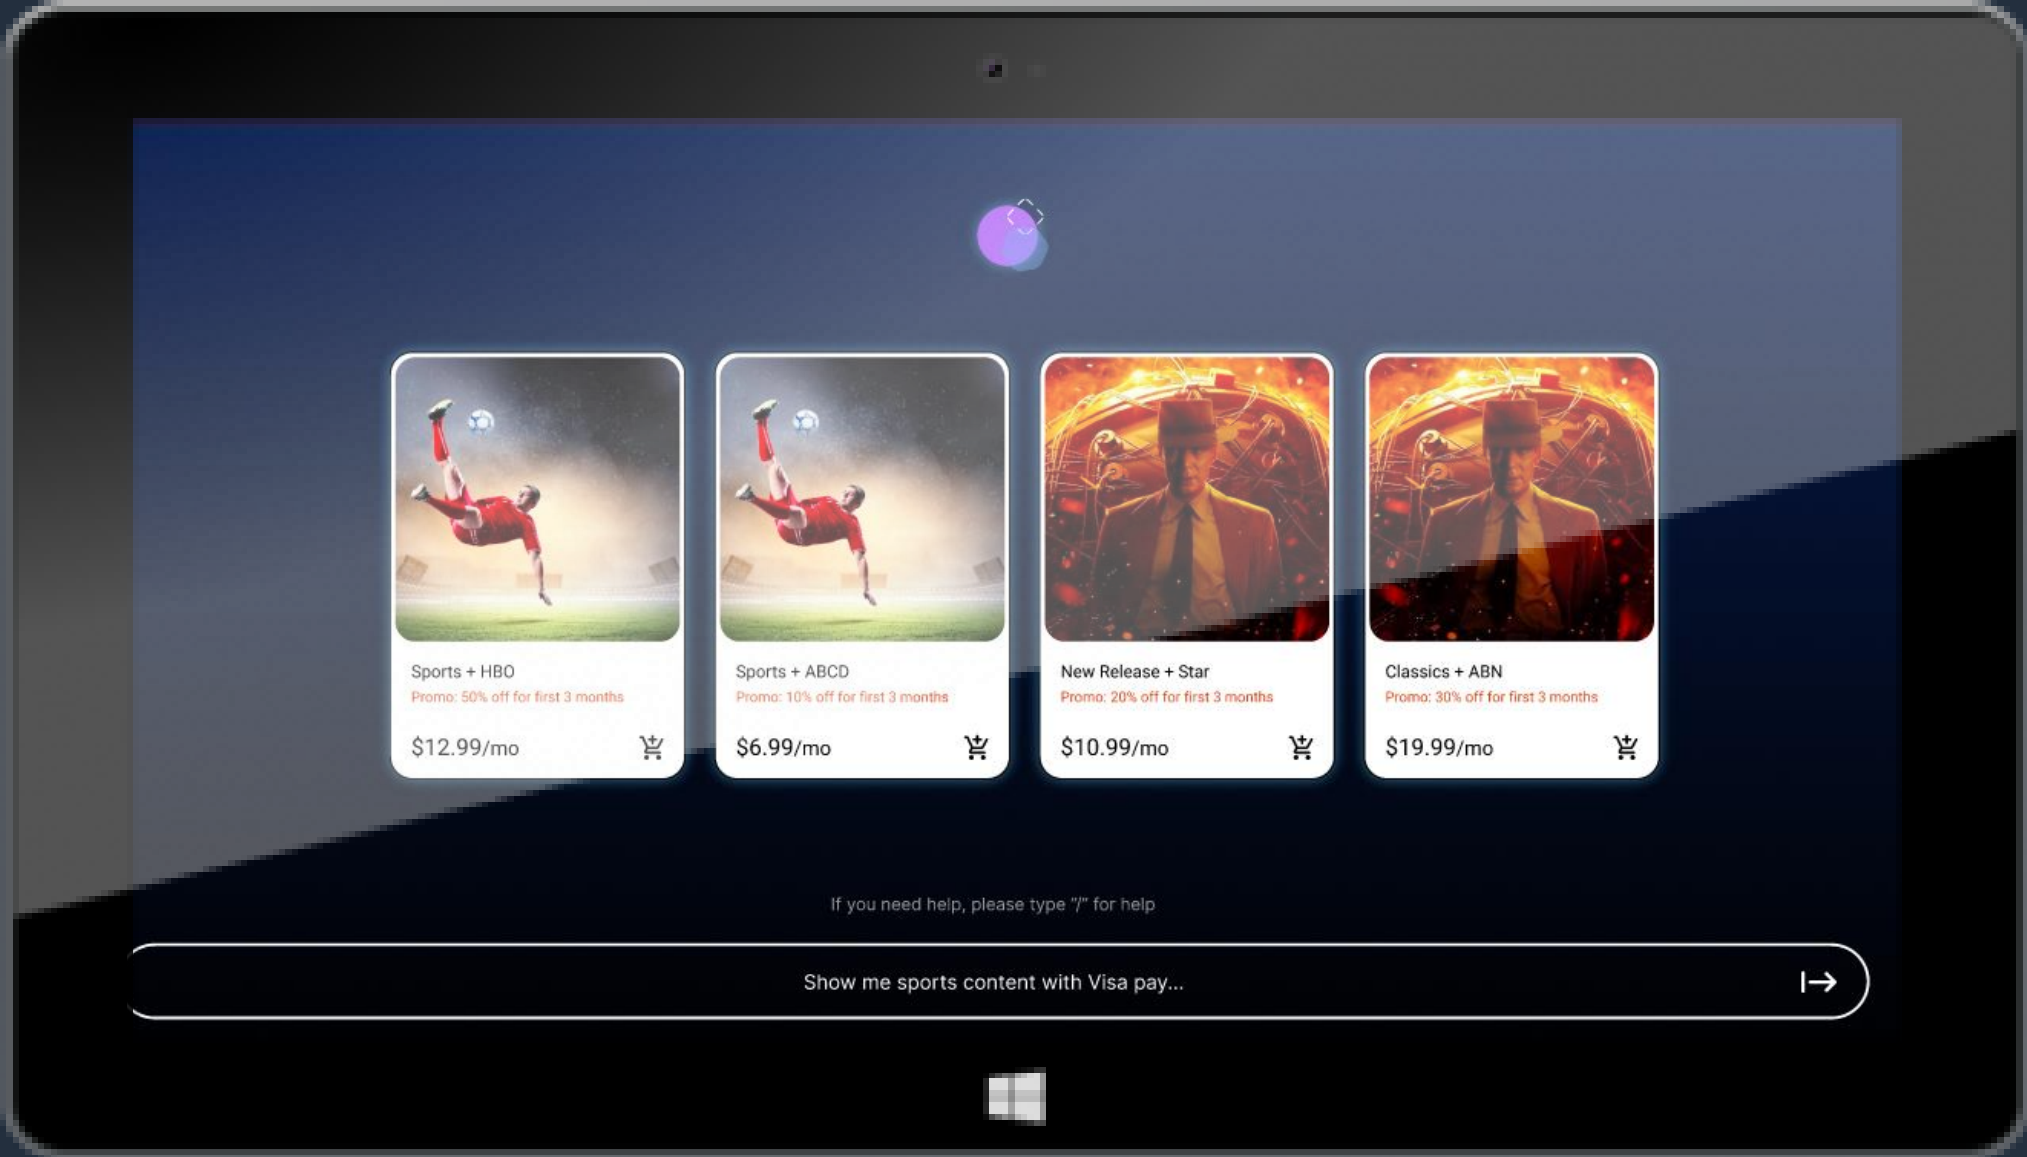 Sports + HBO
Promo: 50% off for first 3 months
$12.99/mo
Sports + ABCD
Promo: 10% off for first 3 months
$6.99/mo
New Release + Star
Promo: 20% off for first 3 months
$10.99/mo
Classics + ABN
Promo: 30% off for first 3 months
$19.99/mo
If you need help, please type "/" for help
Show me sports content with Visa pay...